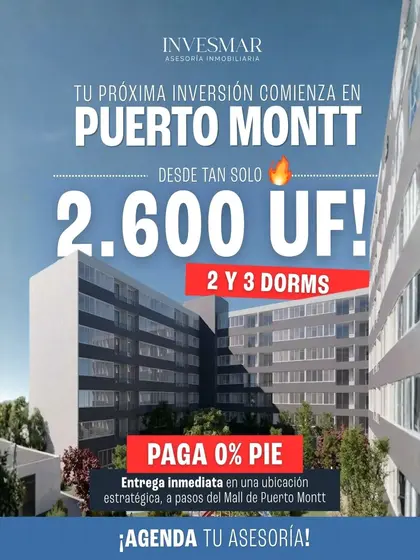 INVESMAR
ASESORÍA INMOBILIARIA
TU PRÓXIMA INVERSIÓN COMIENZA EN
PUERTO MONTT
DESDE TAN SOLO
2.600 UF!
2 Y 3 DORMS
PAGA 0% PIE
Entrega inmediata en una ubicación
estratégica, a pasos del Mall de Puerto Montt
¡AGENDA TU ASESORÍA!